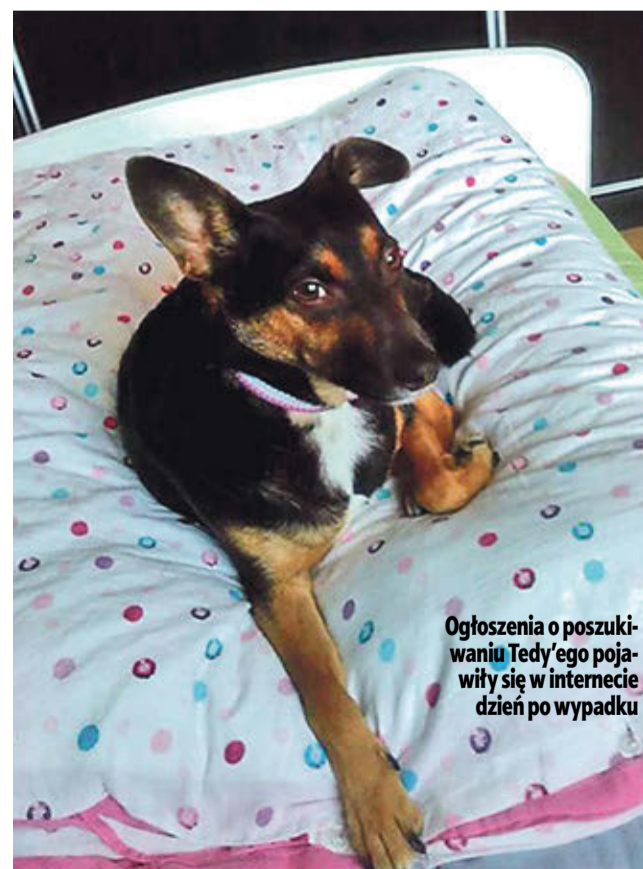 Ogłoszenia o poszuki-
waniu Tedy’ego poja-
wiły się w internecie
dzień po wypadku